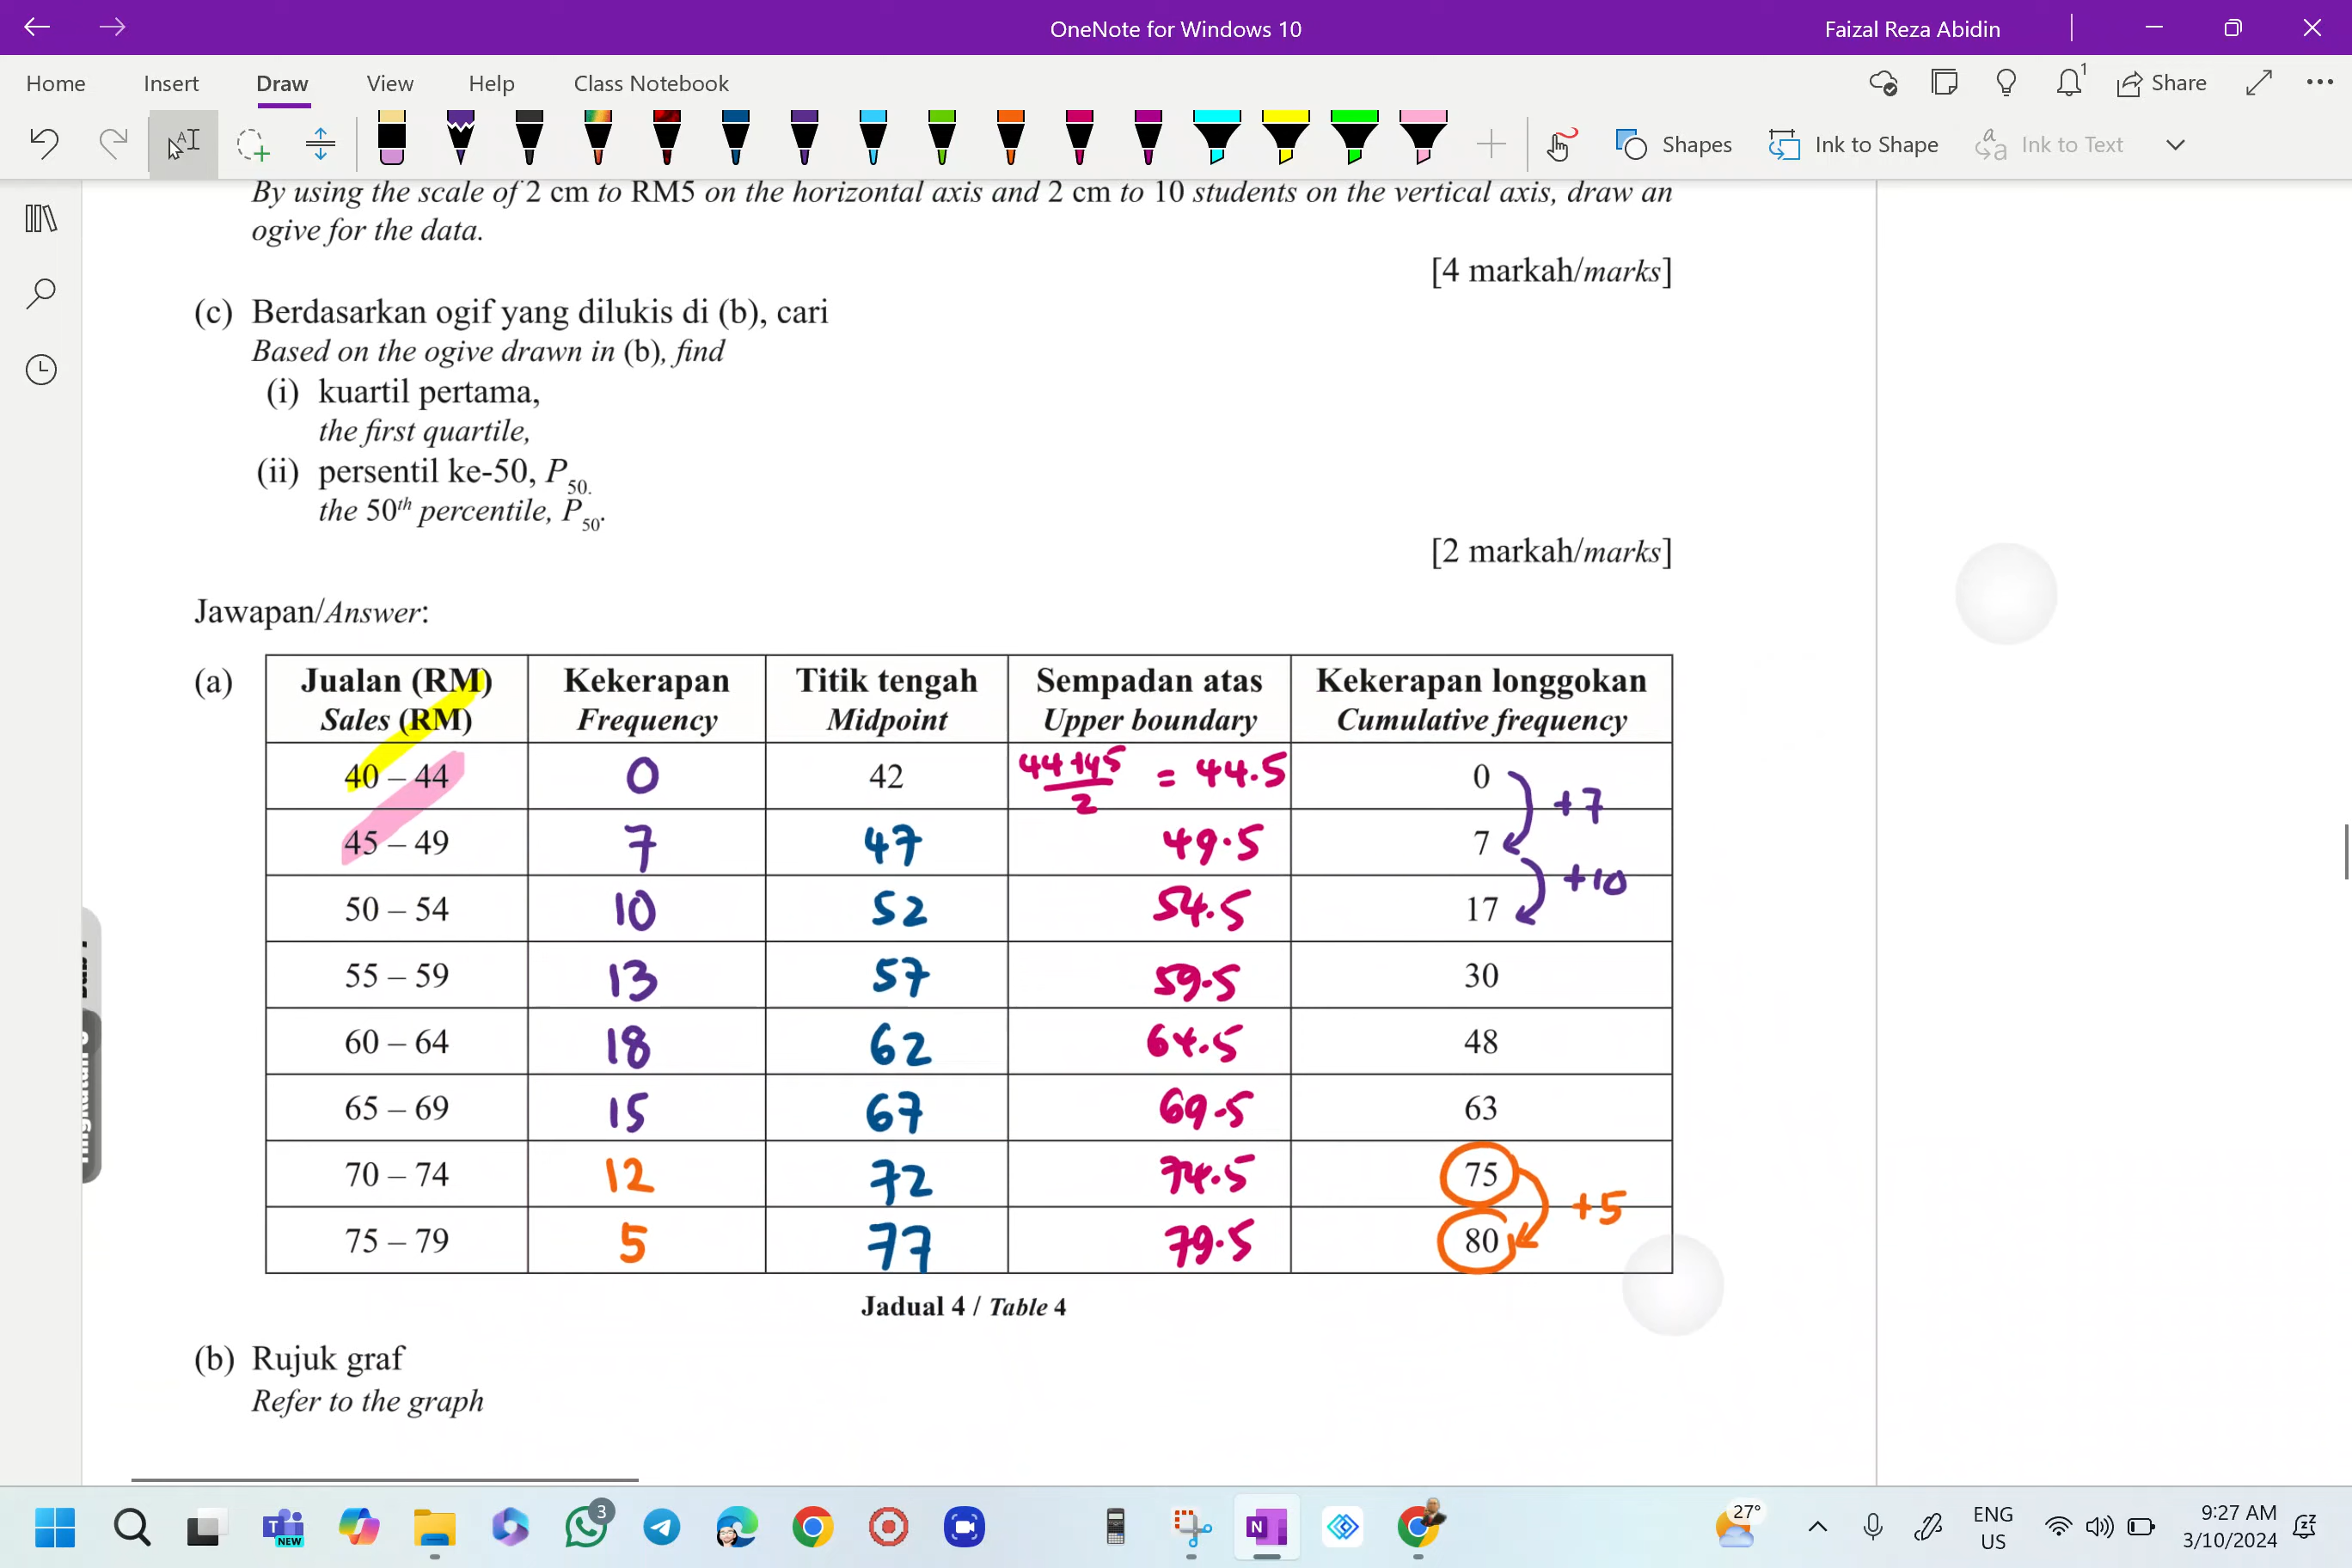 OneNote for Windows 10
Faizal Reza Abidin
Home Insert Draw View Help Class Notebook
1
Share
Shapes Ink to Shape Ink to Text
By using the scale of 2 cm to RM5 on the horizontal axis and 2 cm to 10 students on the vertical axis, draw an
ogive for the data.
[4 markah/marks]
(c) Berdasarkan ogif yang dilukis di (b), cari
Based on the ogive drawn in (b), find
(i) kuartil pertama,
the first quartile,
(ii) persentil ke-50, P50.
the 50th percentile, P50.
[2 markah/marks]
Jawapan/Answer:
(a) Jualan (RM) Kekerapan Titik tengah Sempadan atas Kekerapan longgokan
Sales (RM) Frequency Midpoint Upper boundary Cumulative frequency
40 – 44 0 42 44+45/2 = 44.5 0
+7
45 – 49 7 47 49.5 7
+10
50 – 54 10 52 54.5 17
55 – 59 13 57 59.5 30
60 – 64 18 62 64.5 48
65 – 69 15 67 69.5 63
70 – 74 12 72 74.5 75
+5
75 – 79 5 77 79.5 80
Jadual 4 / Table 4
(b) Rujuk graf
Refer to the graph
NEW
3
27°
ENG
US
9:27 AM
3/10/2024